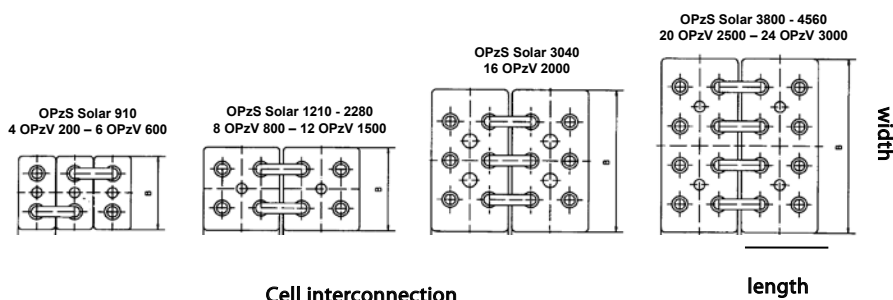 OPzS Solar 910
4 OPzV 200 – 6 OPzV 600
OPzS Solar 1210 - 2280
8 OPzV 800 – 12 OPzV 1500
OPzS Solar 3040
16 OPzV 2000
OPzS Solar 3800 - 4560
20 OPzV 2500 – 24 OPzV 3000
B
B
B
B
width
length
Cell interconnection